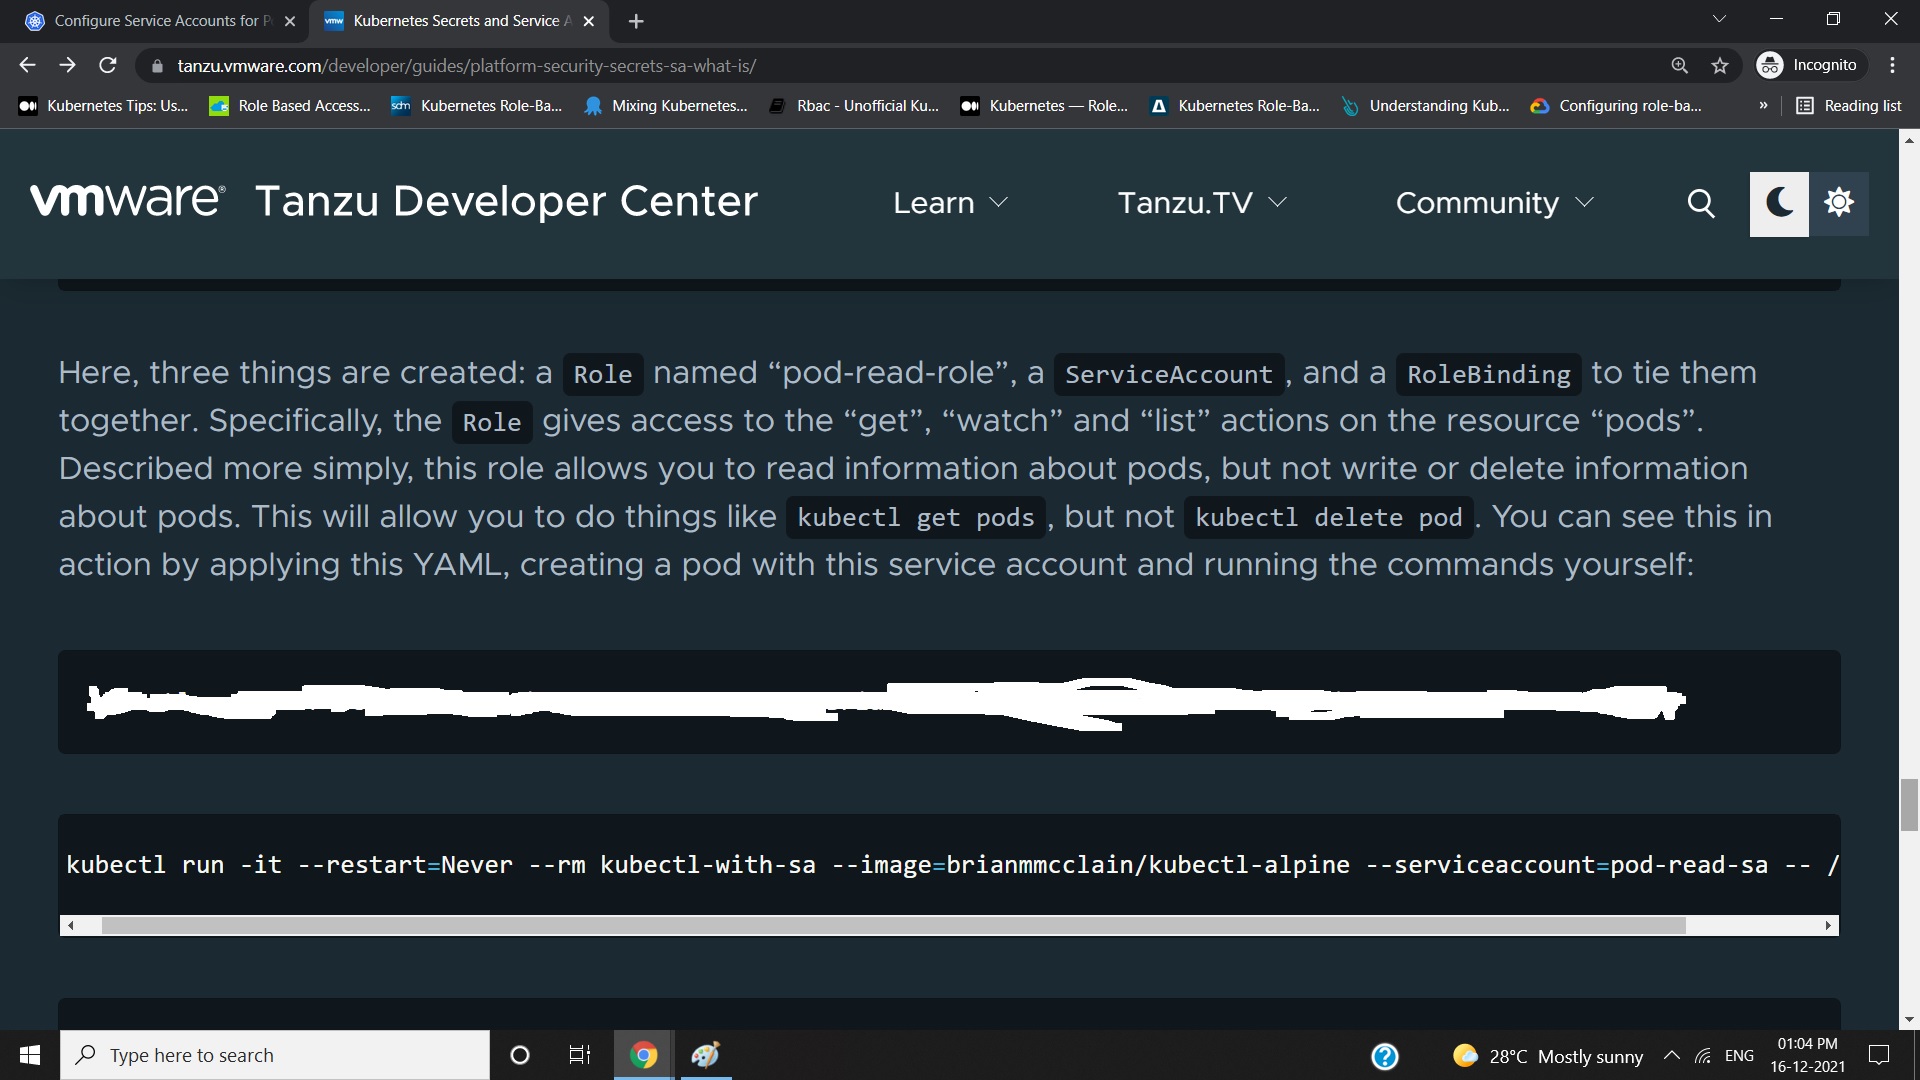 Configure Service Accounts for P
Kubernetes Secrets and Service A
tanzu.vmware.com/developer/guides/platform-security-secrets-sa-what-is/
Incognito
Kubernetes Tips: Us...
Role Based Access...
sdm
Kubernetes Role-Ba...
Mixing Kubernetes...
Rbac - Unofficial Ku...
Kubernetes — Role...
Kubernetes Role-Ba...
Understanding Kub...
Configuring role-ba...
»
Reading list
vmware® Tanzu Developer Center
Learn
Tanzu.TV
Community
Here, three things are created: a Role named “pod-read-role”, a ServiceAccount, and a RoleBinding to tie them
together. Specifically, the Role gives access to the “get”, “watch” and “list” actions on the resource “pods”.
Described more simply, this role allows you to read information about pods, but not write or delete information
about pods. This will allow you to do things like kubectl get pods, but not kubectl delete pod. You can see this in
action by applying this YAML, creating a pod with this service account and running the commands yourself:
kubectl run -it --restart=Never --rm kubectl-with-sa --image=brianmmcclain/kubectl-alpine --serviceaccount=pod-read-sa -- /
Type here to search
28°C Mostly sunny
ENG
01:04 PM
16-12-2021